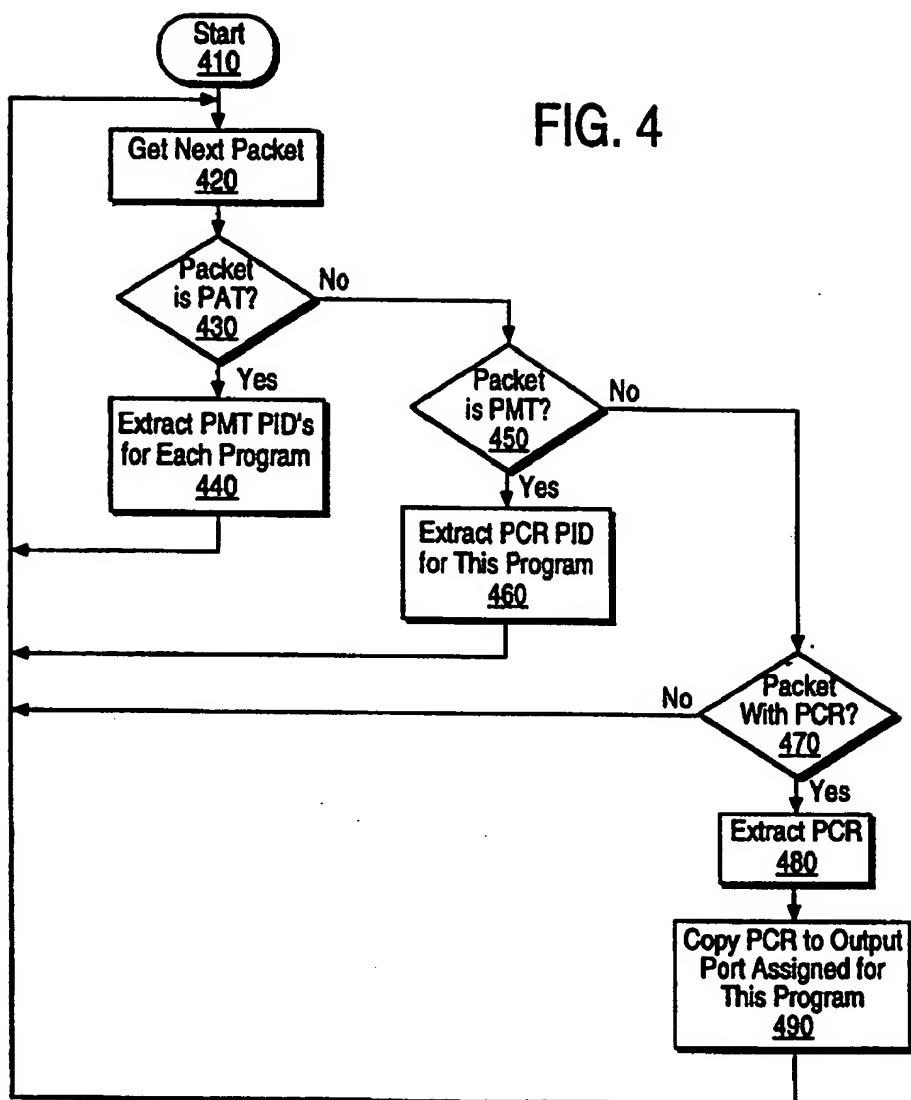 Start
410
FIG. 4
Get Next Packet
420
Packet
is PAT?
430
No
Yes
Extract PMT PID's
for Each Program
440
Packet
is PMT?
450
No
Yes
Extract PCR PID
for This Program
460
Packet
With PCR?
470
No
Yes
Extract PCR
480
Copy PCR to Output
Port Assigned for
This Program
490